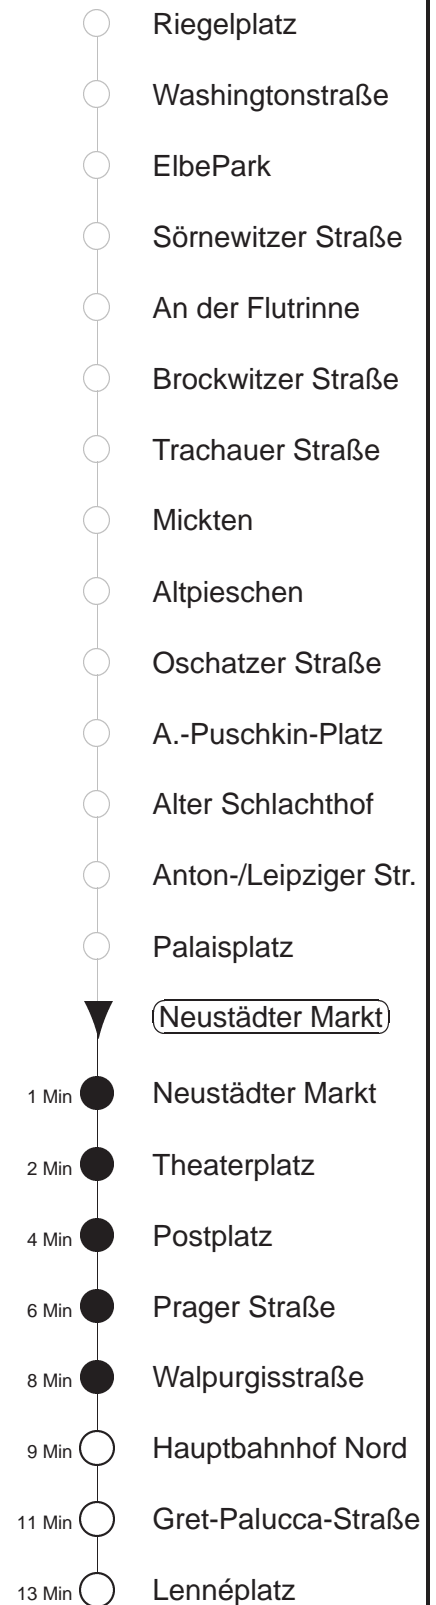 Riegelplatz
Washingtonstraße
ElbePark
Sörnewitzer Straße
An der Flutrinne
Brockwitzer Straße
Trachauer Straße
Mickten
Altpieschen
Oschatzer Straße
A.-Puschkin-Platz
Alter Schlachthof
Anton-/Leipziger Str.
Palaisplatz
Neustädter Markt
1 Min Neustädter Markt
2 Min Theaterplatz
4 Min Postplatz
6 Min Prager Straße
8 Min Walpurgisstraße
9 Min Hauptbahnhof Nord
11 Min Gret-Palucca-Straße
13 Min Lennéplatz